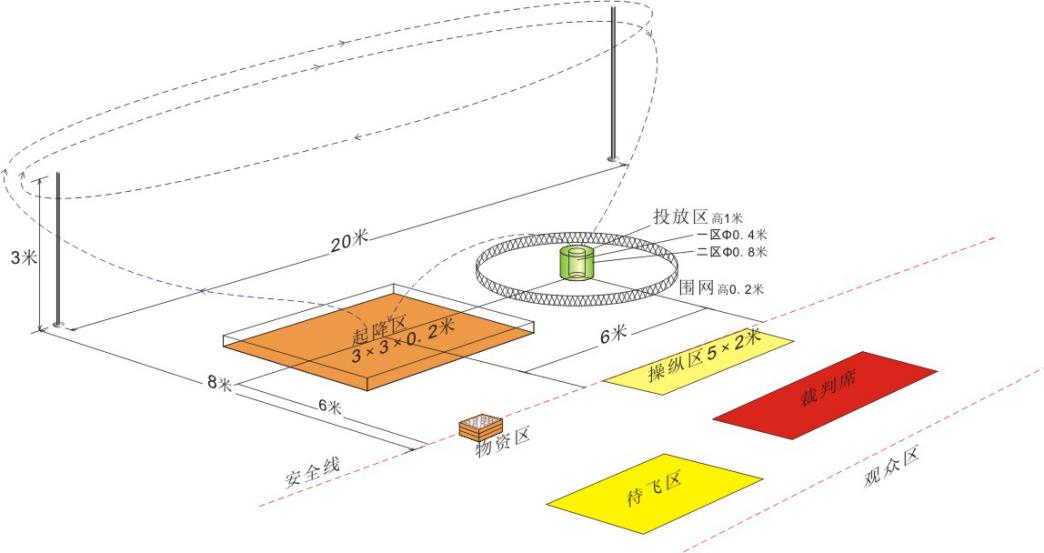 投放区高1米
一区Φ0.4米
二区Φ0.8米
20米
3米
围网高0.2米
起降区
3×3×0.2米
6米
操纵区5×2米
8米
6米
裁判席
物资区
安全线
待飞区
观众区